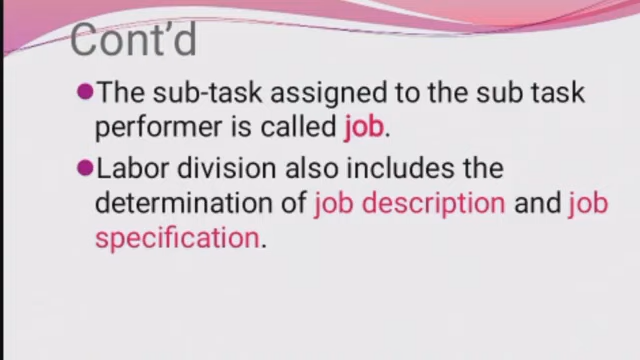 Cont’d
●The sub-task assigned to the sub task
performer is called job.
●Labor division also includes the
determination of job description and job
specification.